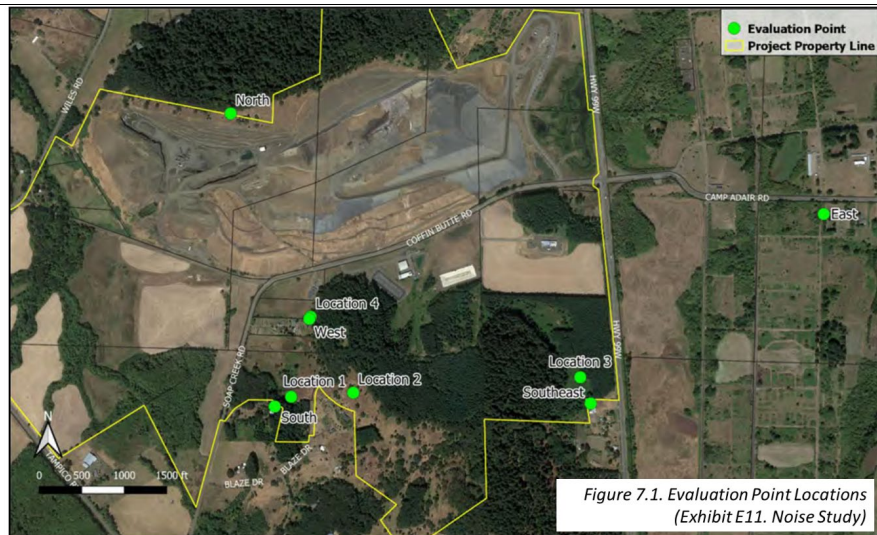 Evaluation Point
Project Property Line
WILES RD
North
HWY 99W
CAMP ADAIR RD
East
COFFIN BUTTE RD
Location 4
West
SOAP CREEK RD
Location 1
Location 2
South
Location 3
Southeast
HWY 99W
N
BLAZE DR
BLAZE DR
0 500 1000 1500 ft
Figure 7.1. Evaluation Point Locations
(Exhibit E11. Noise Study)